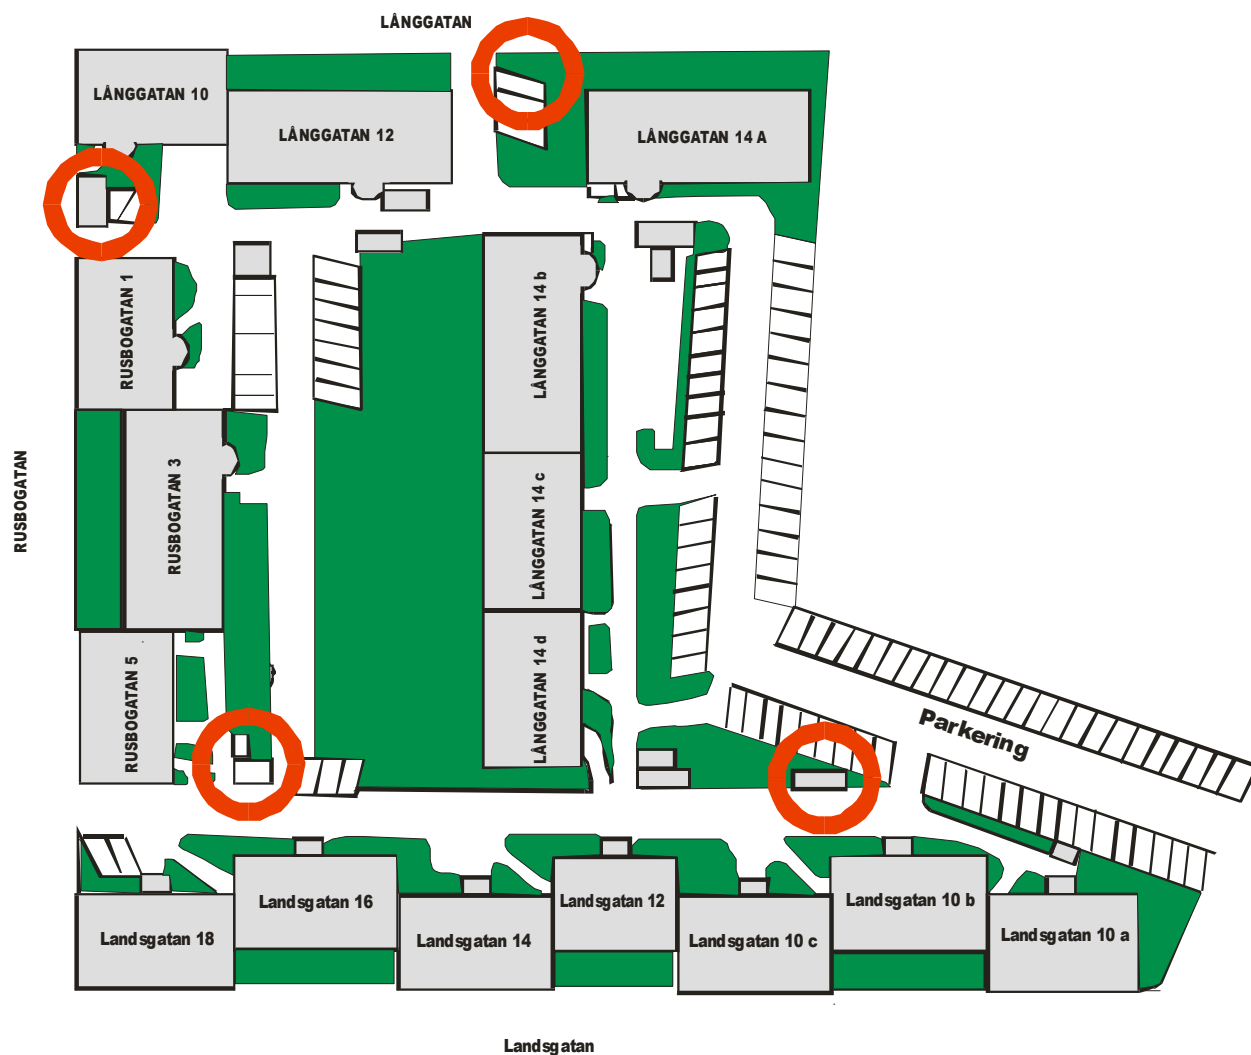 LÅNGGATAN
LÅNGGATAN 10
LÅNGGATAN 12
LÅNGGATAN 14 A
RUSBOGATAN 1
LÅNGGATAN 14 b
RUSBOGATAN
RUSBOGATAN 3
LÅNGGATAN 14 c
RUSBOGATAN 5
LÅNGGATAN 14 d
Parkering
Landsgatan 18
Landsgatan 16
Landsgatan 14
Landsgatan 12
Landsgatan 10 c
Landsgatan 10 b
Landsgatan 10 a
Landsgatan